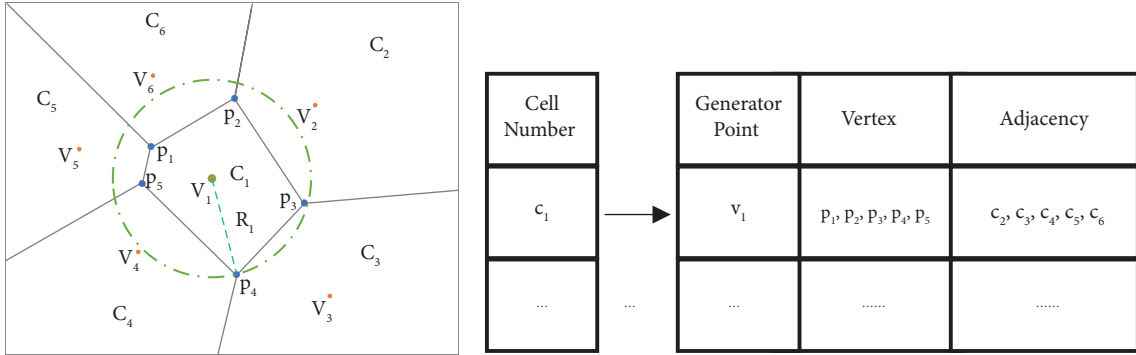 C₆
C₂
V₆
C₅
V₂
p₂
V₅
p₁
p₅
C₁
V₁
p₃
R₁
V₄
C₃
p₄
V₃
C₄
Cell
Number
Generator
Point
Vertex
Adjacency
c₁
v₁
p₁, p₂, p₃, p₄, p₅
c₂, c₃, c₄, c₅, c₆
...
...
...
......
......